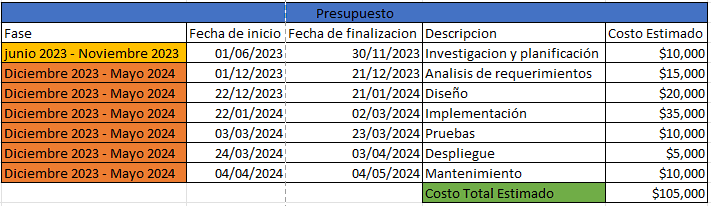 Presupuesto
Fase Fecha de inicio Fecha de finalizacion Descripcion Costo Estimado
junio 2023 - Noviembre 2023 01/06/2023 30/11/2023 Investigacion y planificación $10,000
Diciembre 2023 - Mayo 2024 01/12/2023 21/12/2023 Analisis de requerimientos $15,000
Diciembre 2023 - Mayo 2024 22/12/2023 21/01/2024 Diseño $20,000
Diciembre 2023 - Mayo 2024 22/01/2024 02/03/2024 Implementación $35,000
Diciembre 2023 - Mayo 2024 03/03/2024 23/03/2024 Pruebas $10,000
Diciembre 2023 - Mayo 2024 24/03/2024 03/04/2024 Despliegue $5,000
Diciembre 2023 - Mayo 2024 04/04/2024 04/05/2024 Mantenimiento $10,000
Costo Total Estimado $105,000